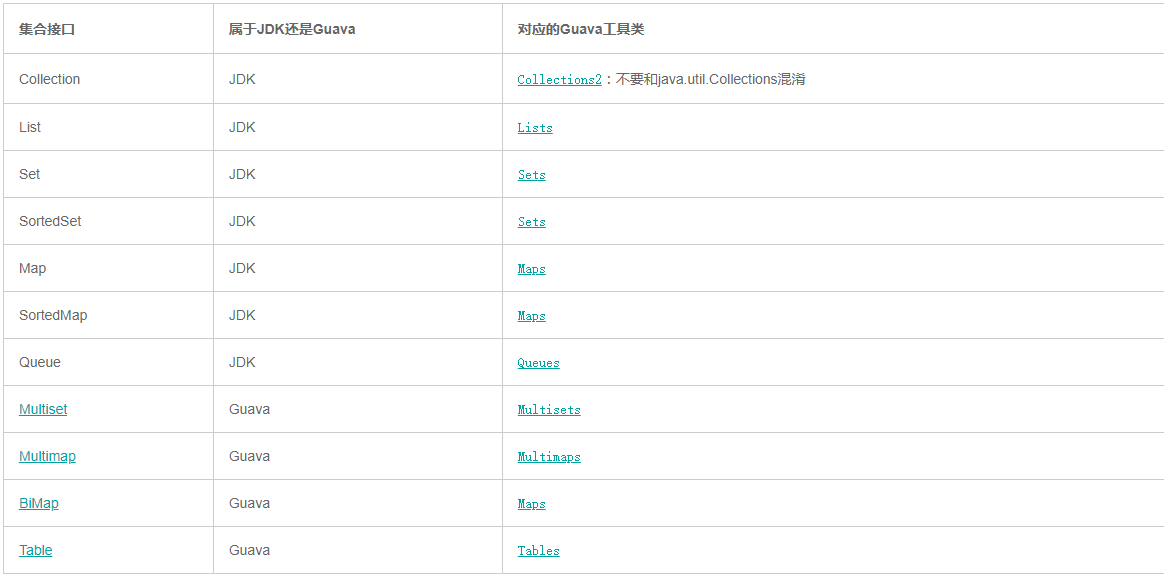 集合接口 属于JDK还是Guava 对应的Guava工具类
Collection JDK Collections2：不要和java.util.Collections混淆
List JDK Lists
Set JDK Sets
SortedSet JDK Sets
Map JDK Maps
SortedMap JDK Maps
Queue JDK Queues
Multiset Guava Multisets
Multimap Guava Multimaps
BiMap Guava Maps
Table Guava Tables